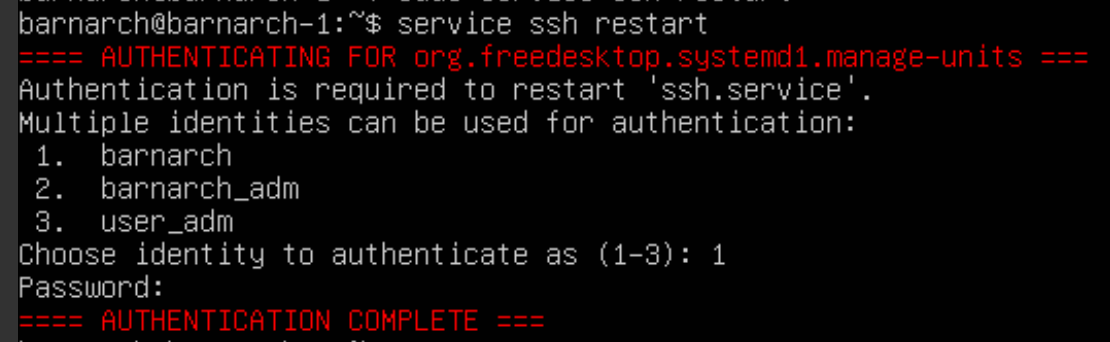 barnarch@barnarch-1:~$ service ssh restart
==== AUTHENTICATING FOR org.freedesktop.systemd1.manage-units ===
Authentication is required to restart 'ssh.service'.
Multiple identities can be used for authentication:
1. barnarch
2. barnarch_adm
3. user_adm
Choose identity to authenticate as (1-3): 1
Password:
==== AUTHENTICATION COMPLETE ===